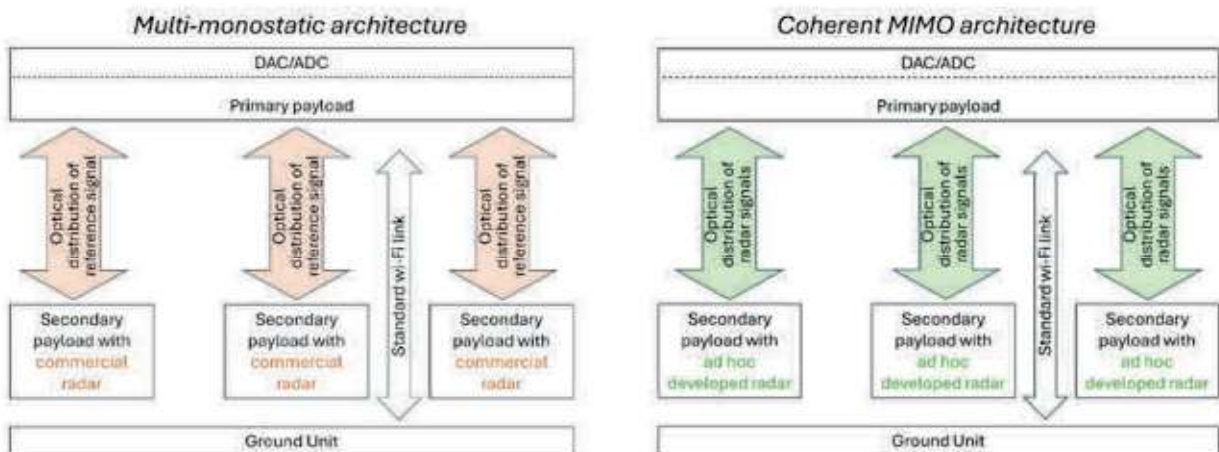 Multi-monostatic architecture
DAC/ADC
Primary payload
Optical
distribution of
reference signal
Optical
distribution of
reference signal
Standard wi-Fi link
Optical
distribution of
reference signal
Secondary
payload with
commercial
radar
Secondary
payload with
commercial
radar
Secondary
payload with
commercial
radar
Ground Unit
Coherent MIMO architecture
DAC/ADC
Primary payload
Optical
distribution of
radar signals
Optical
distribution of
radar signals
Standard wi-Fi link
Optical
distribution of
radar signals
Secondary
payload with
ad hoc
developed radar
Secondary
payload with
ad hoc
developed radar
Secondary
payload with
ad hoc
developed radar
Ground Unit